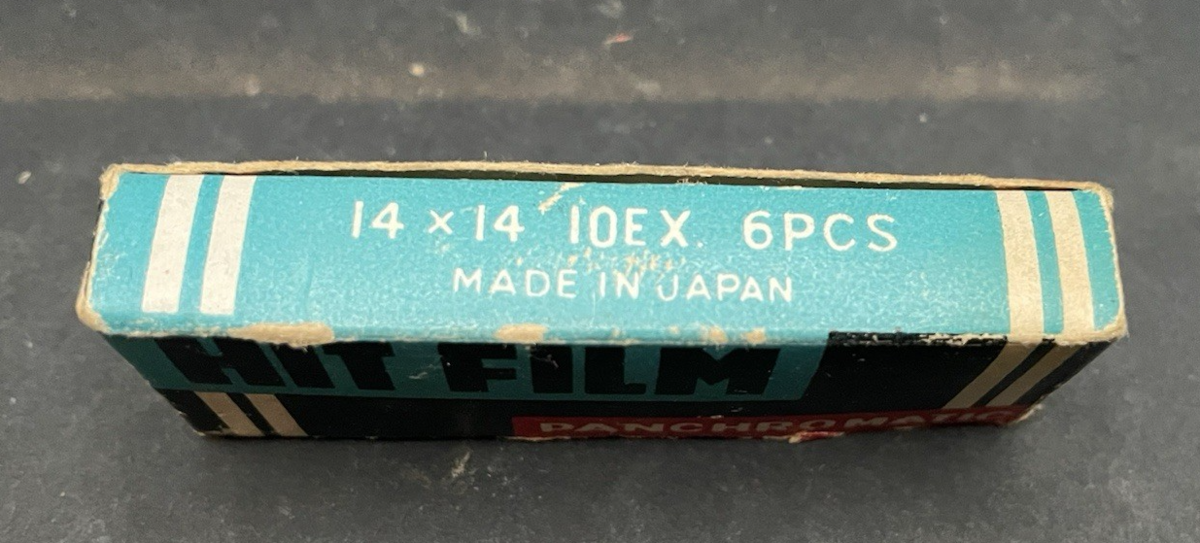 14 x 14 10EX. 6PCS
MADE IN JAPAN
HIT FILM
PANCHROMATIC